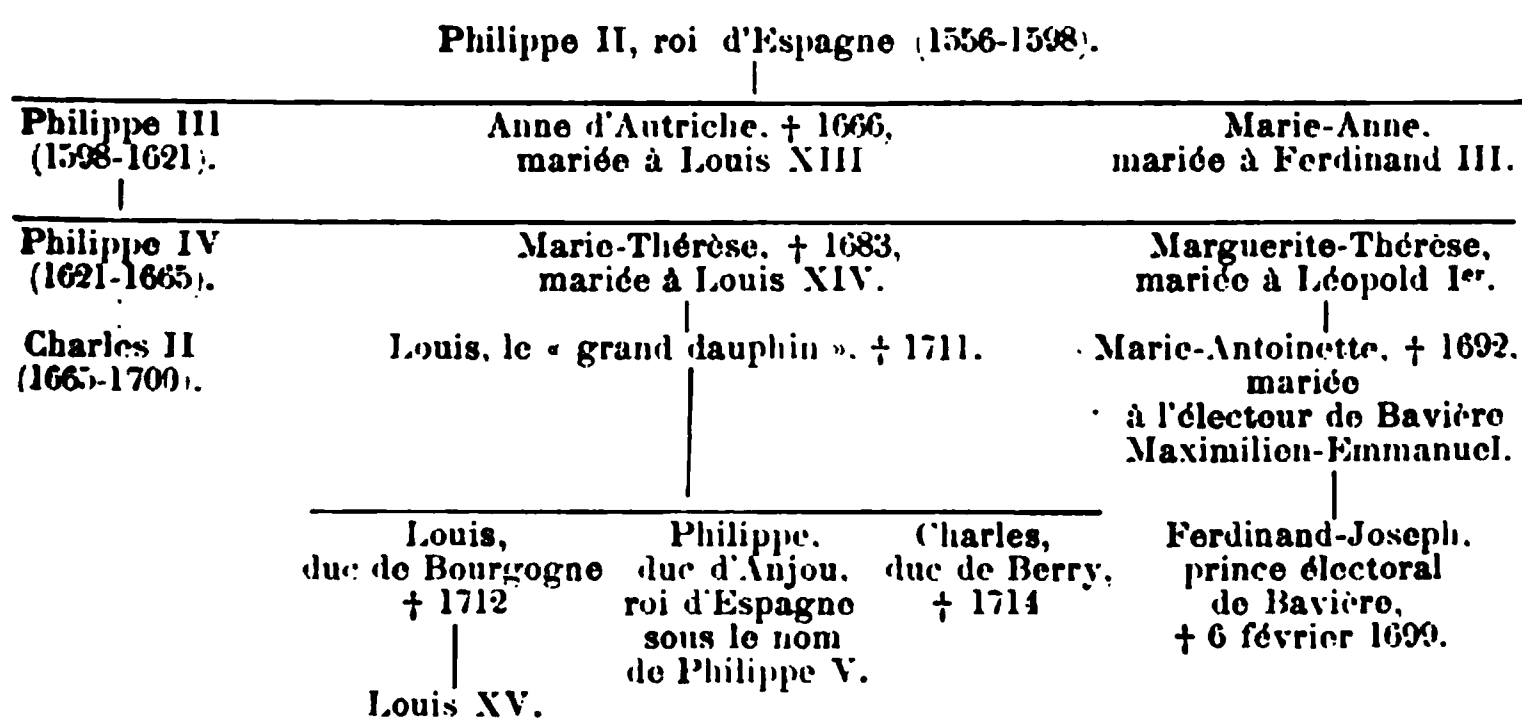 Philippe II, roi d'Espagne (1556-1598).
Philippe III
(1598-1621).
Anne d'Autriche. † 1666,
mariée à Louis XIII
Marie-Anne.
mariée à Ferdinand III.
Philippe IV
(1621-1665).
Marie-Thérèse. † 1683,
mariée à Louis XIV.
Marguerite-Thérèse,
mariée à Léopold Iᵉʳ.
Charles II
(1665-1700).
Louis, le « grand dauphin ». † 1711.
Marie-Antoinette. † 1692.
mariée
à l'électeur de Bavière
Maximilien-Emmanuel.
Louis,
duc de Bourgogne
† 1712
Louis XV.
Philippe.
duc d'Anjou.
roi d'Espagne
sous le nom
de Philippe V.
Charles,
duc de Berry,
† 1714
Ferdinand-Joseph.
prince électoral
de Bavière,
† 6 février 1699.